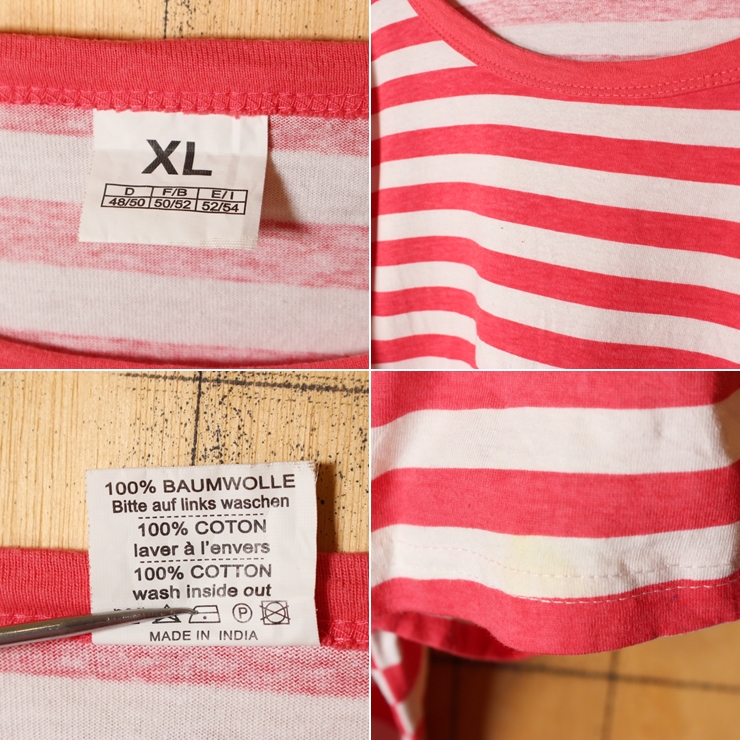 XL
D F/B E/I
48/50 50/52 52/54
100% BAUMWOLLE
Bitte auf links waschen
100% COTON
laver à l'envers
100% COTTON
wash inside out
P
MADE IN INDIA